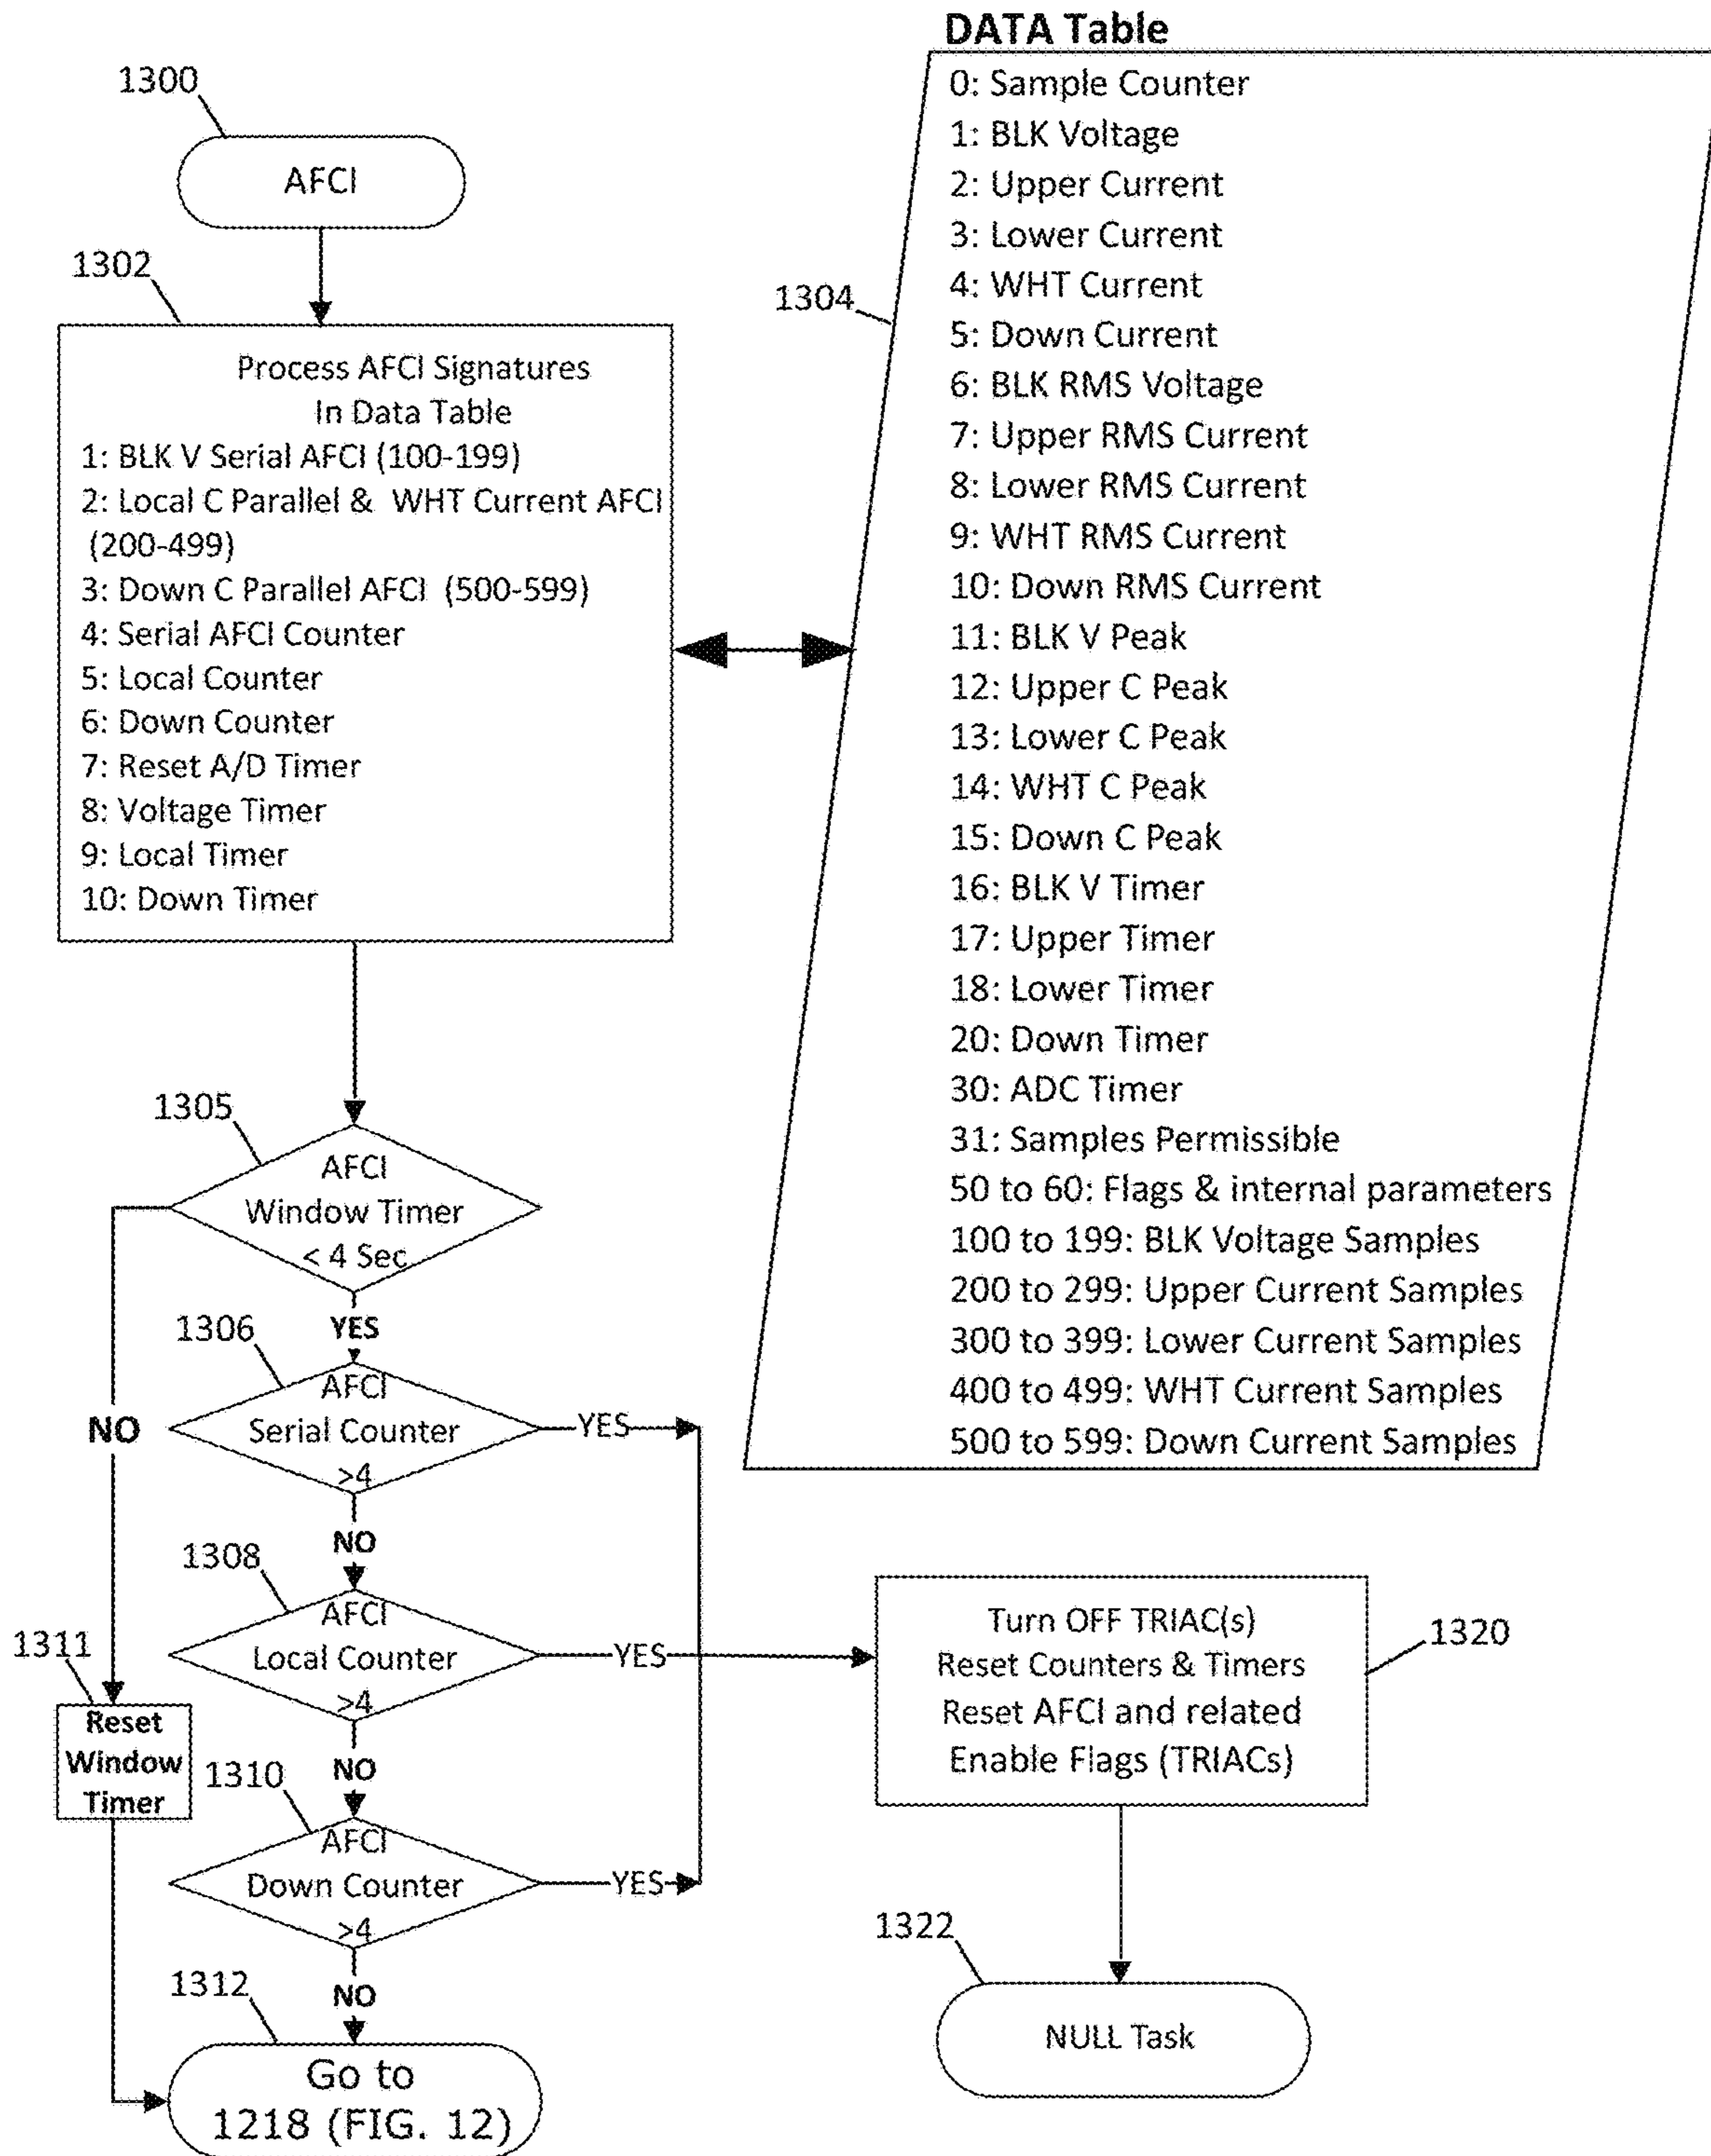 DATA Table
1300
AFCI
1302
Process AFCI Signatures
In Data Table
1: BLK V Serial AFCI (100-199)
2: Local C Parallel & WHT Current AFCI
(200-499)
3: Down C Parallel AFCI (500-599)
4: Serial AFCI Counter
5: Local Counter
6: Down Counter
7: Reset A/D Timer
8: Voltage Timer
9: Local Timer
10: Down Timer
1304
0: Sample Counter
1: BLK Voltage
2: Upper Current
3: Lower Current
4: WHT Current
5: Down Current
6: BLK RMS Voltage
7: Upper RMS Current
8: Lower RMS Current
9: WHT RMS Current
10: Down RMS Current
11: BLK V Peak
12: Upper C Peak
13: Lower C Peak
14: WHT C Peak
15: Down C Peak
16: BLK V Timer
17: Upper Timer
18: Lower Timer
20: Down Timer
30: ADC Timer
31: Samples Permissible
50 to 60: Flags & internal parameters
100 to 199: BLK Voltage Samples
200 to 299: Upper Current Samples
300 to 399: Lower Current Samples
400 to 499: WHT Current Samples
500 to 599: Down Current Samples
1305
AFCI
Window Timer
< 4 Sec
YES
NO
1306
AFCI
Serial Counter
>4
YES
NO
1308
AFCI
Local Counter
>4
YES
NO
1311
Reset
Window
Timer
1310
AFCI
Down Counter
>4
YES
NO
1312
Go to
1218 (FIG. 12)
Turn OFF TRIAC(s)
Reset Counters & Timers
Reset AFCI and related
Enable Flags (TRIACs)
1320
1322
NULL Task